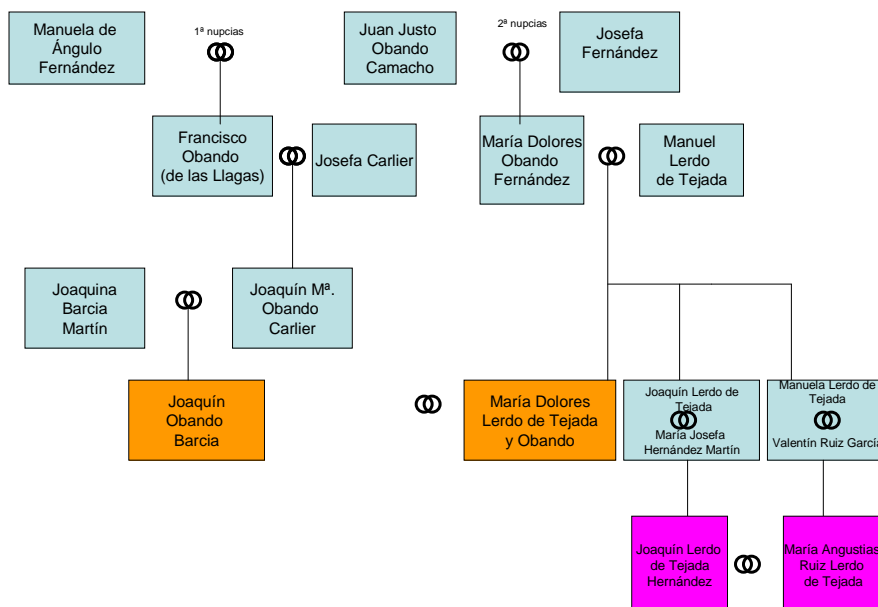 Manuela de
Ángulo
Fernández
1ª nupcias
Juan Justo
Obando
Camacho
2ª nupcias
Josefa
Fernández
Francisco
Obando
(de las Llagas)
Josefa Carlier
María Dolores
Obando
Fernández
Manuel
Lerdo
de Tejada
Joaquina
Barcia
Martín
Joaquín Mª.
Obando
Carlier
Joaquín
Obando
Barcia
María Dolores
Lerdo de Tejada
y Obando
Joaquín Lerdo de
Tejada
María Josefa
Hernández Martín
Manuela Lerdo de
Tejada
Valentín Ruiz García
Joaquín Lerdo
de Tejada
Hernández
María Angustias
Ruiz Lerdo
de Tejada